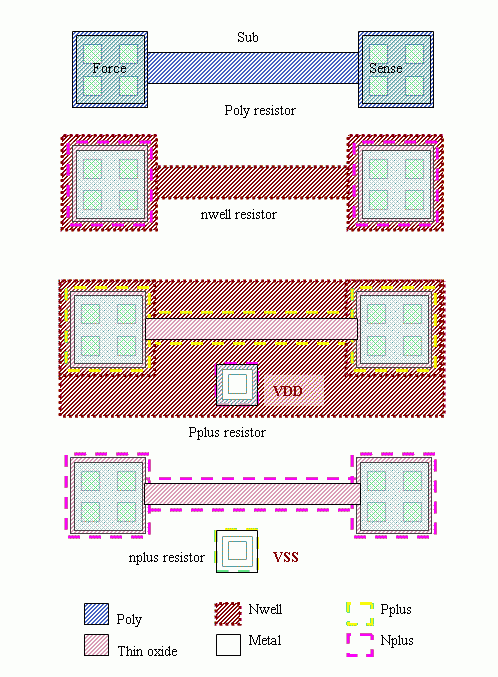 Sub
Force
Sense
Poly resistor
nwell resistor
VDD
Pplus resistor
nplus resistor
VSS
Poly
Nwell
Pplus
Thin oxide
Metal
Nplus